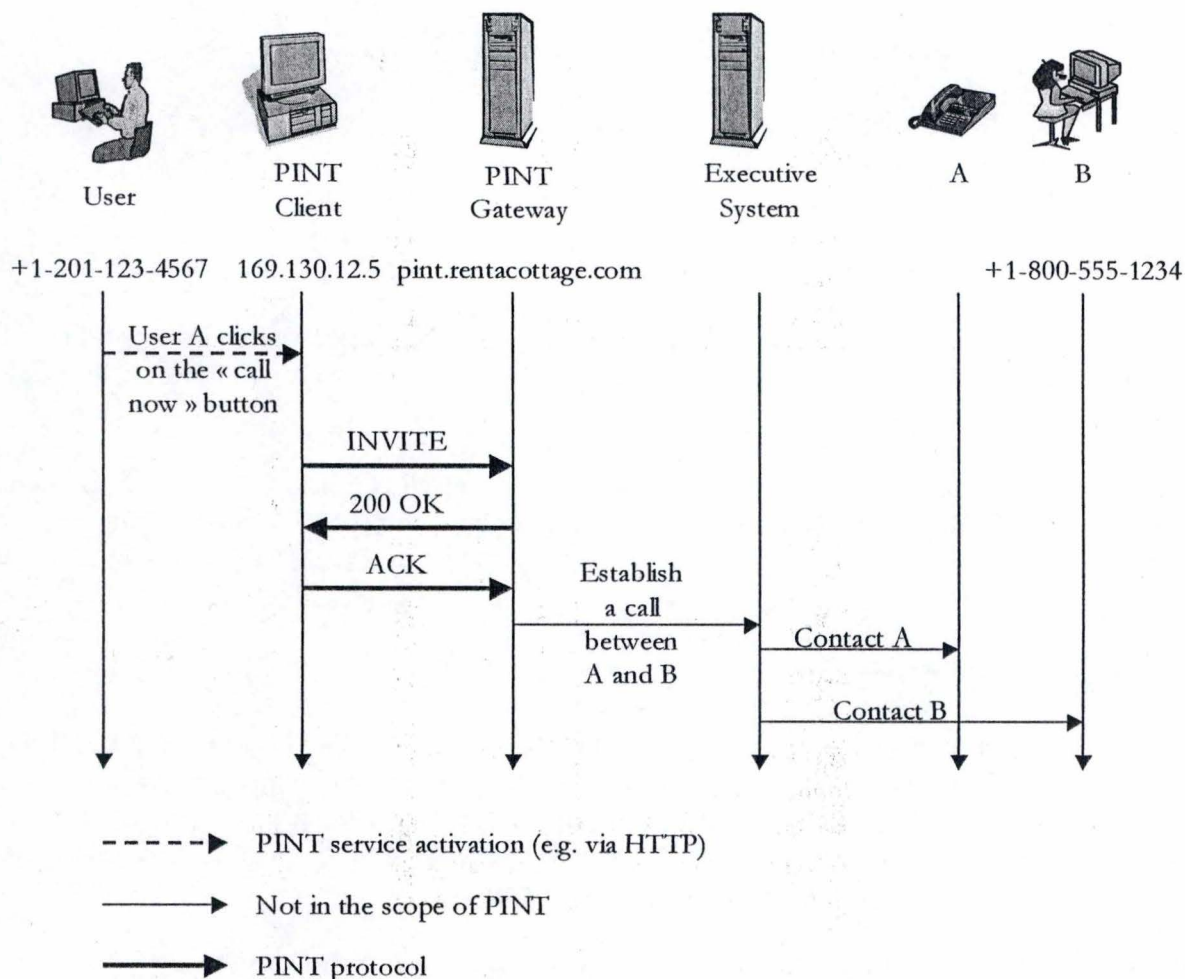 User
PINT
Client
PINT
Gateway
Executive
System
A
B
+1-201-123-4567
169.130.12.5
pint.rentacottage.com
+1-800-555-1234
User A clicks
on the « call
now » button
INVITE
200 OK
ACK
Establish
a call
between
A and B
Contact A
Contact B
PINT service activation (e.g. via HTTP)
Not in the scope of PINT
PINT protocol